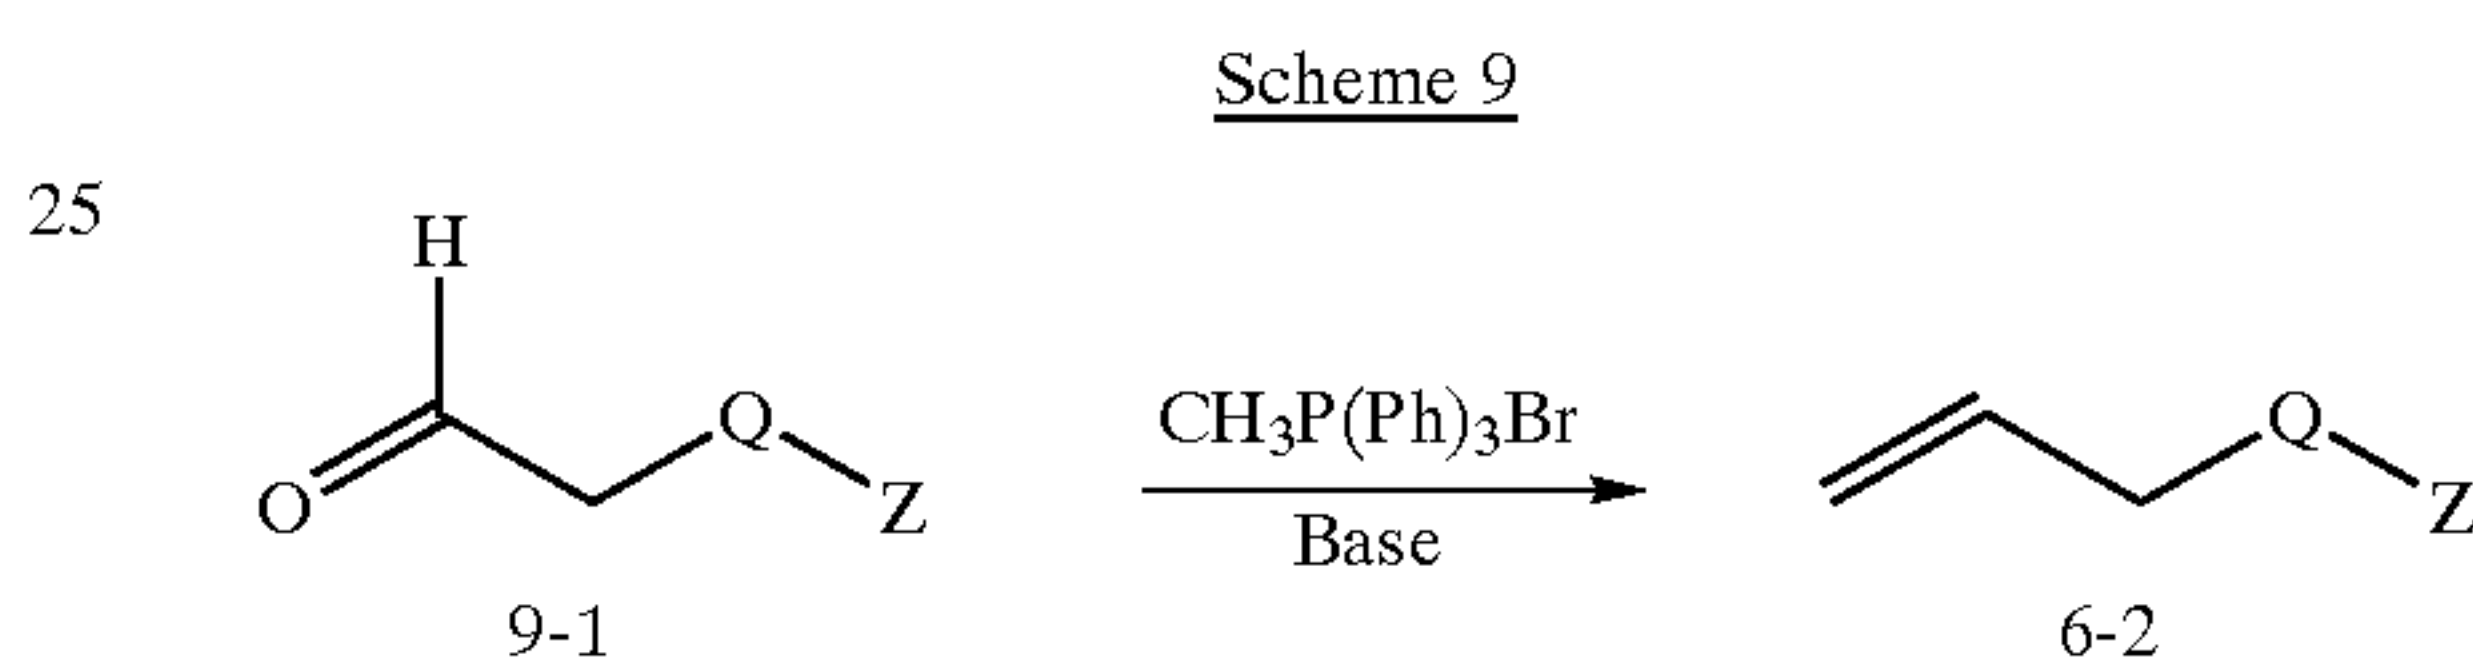 Scheme 9
25
H
O
Q
Z
CH₃P(Ph)₃Br
Base
Q
Z
9-1
6-2